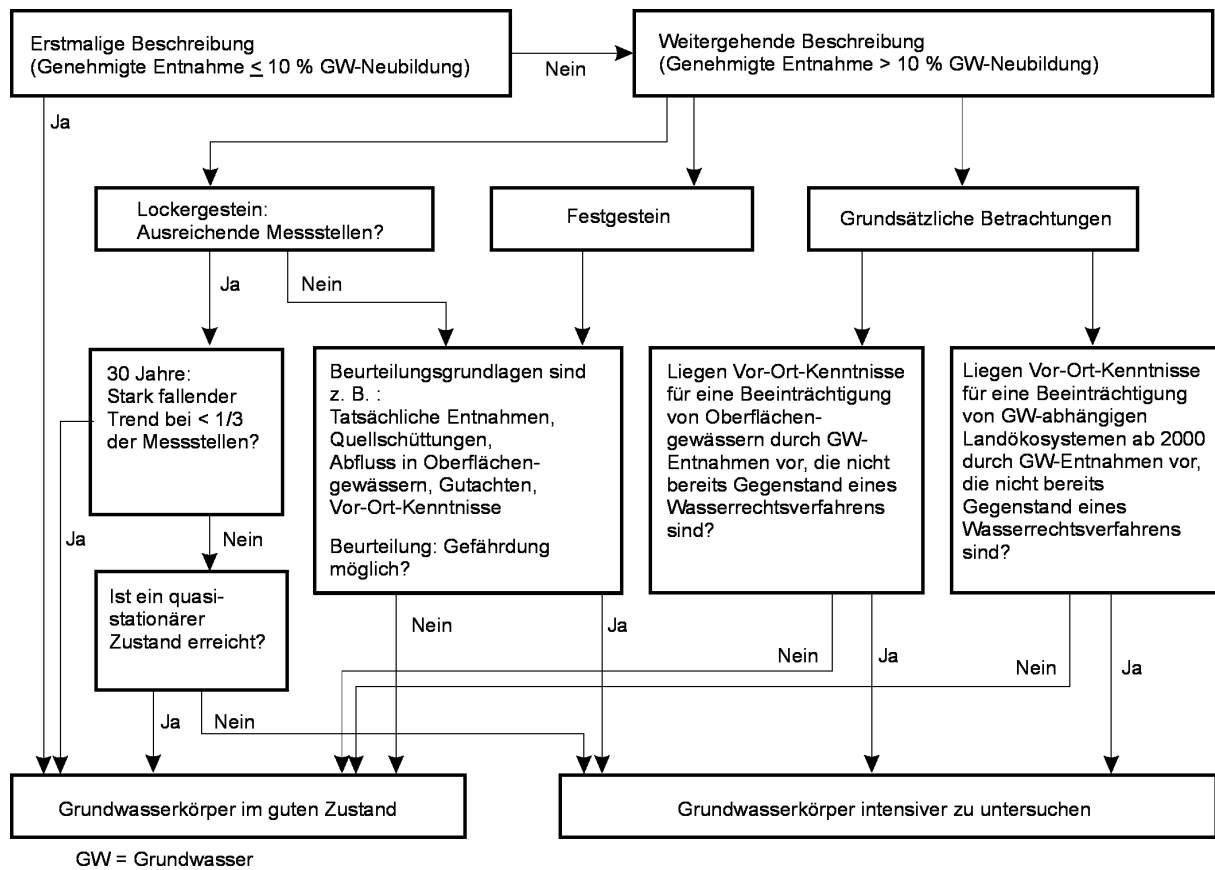 Erstmalige Beschreibung
(Genehmigte Entnahme ≤ 10 % GW-Neubildung)
Nein
Weitergehende Beschreibung
(Genehmigte Entnahme > 10 % GW-Neubildung)
Ja
Lockergestein:
Ausreichende Messstellen?
Festgestein
Grundsätzliche Betrachtungen
Ja
Nein
30 Jahre:
Stark fallender
Trend bei < 1/3
der Messstellen?
Beurteilungsgrundlagen sind
z. B. :
Tatsächliche Entnahmen,
Quellschüttungen,
Abfluss in Oberflächen-
gewässern, Gutachten,
Vor-Ort-Kenntnisse
Beurteilung: Gefährdung
möglich?
Liegen Vor-Ort-Kenntnisse
für eine Beeinträchtigung
von Oberflächen-
gewässern durch GW-
Entnahmen vor, die nicht
bereits Gegenstand eines
Wasserrechtsverfahrens
sind?
Liegen Vor-Ort-Kenntnisse
für eine Beeinträchtigung
von GW-abhängigen
Landökosystemen ab 2000
durch GW-Entnahmen vor,
die nicht bereits
Gegenstand eines
Wasserrechtsverfahrens
sind?
Ja
Nein
Ist ein quasi-
stationärer
Zustand erreicht?
Nein
Ja
Nein
Ja
Nein
Ja
Ja
Nein
Grundwasserkörper im guten Zustand
Grundwasserkörper intensiver zu untersuchen
GW = Grundwasser